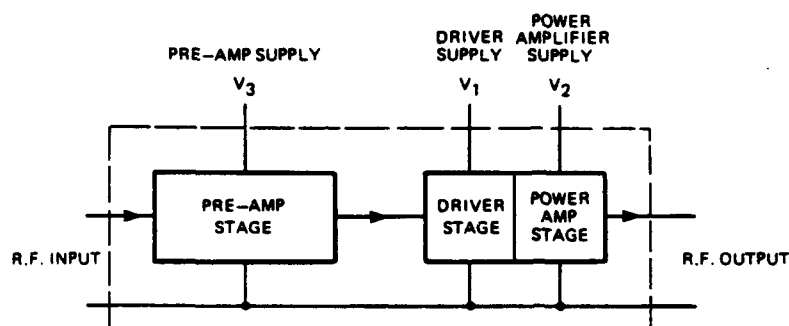 PRE-AMP SUPPLY
V3
DRIVER
SUPPLY
V1
POWER
AMPLIFIER
SUPPLY
V2
R.F. INPUT
PRE-AMP
STAGE
DRIVER
STAGE
POWER
AMP
STAGE
R.F. OUTPUT